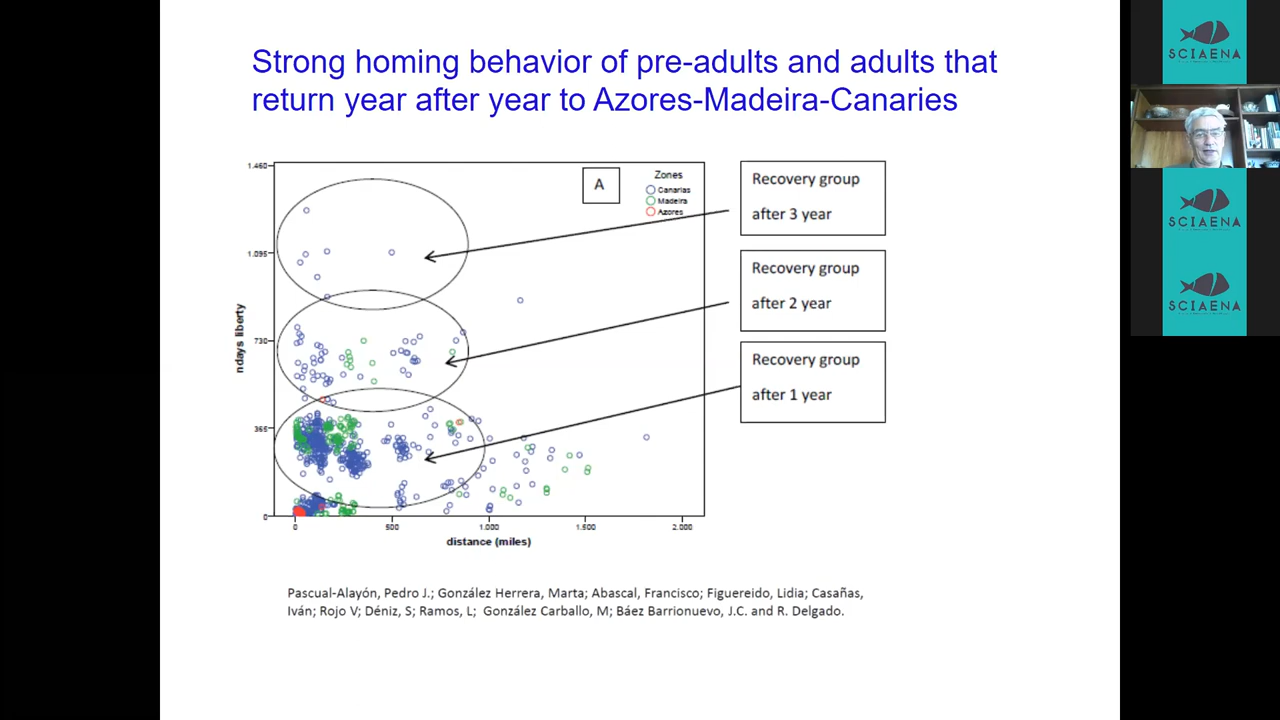 Strong homing behavior of pre-adults and adults that
return year after year to Azores-Madeira-Canaries
A
Zones
Canarias
Madeira
Azores
1.460
1.095
730
365
0
ndays liberty
0
500
1.000
1.500
2.000
distance (miles)
Recovery group
after 3 year
Recovery group
after 2 year
Recovery group
after 1 year
Pascual-Alayón, Pedro J.; González Herrera, Marta; Abascal, Francisco; Figuereido, Lidia; Casañas,
Iván; Rojo V; Déniz, S; Ramos, L; González Carballo, M; Báez Barrionuevo, J.C. and R. Delgado.
SCIAENA
SCIAENA
SCIAENA